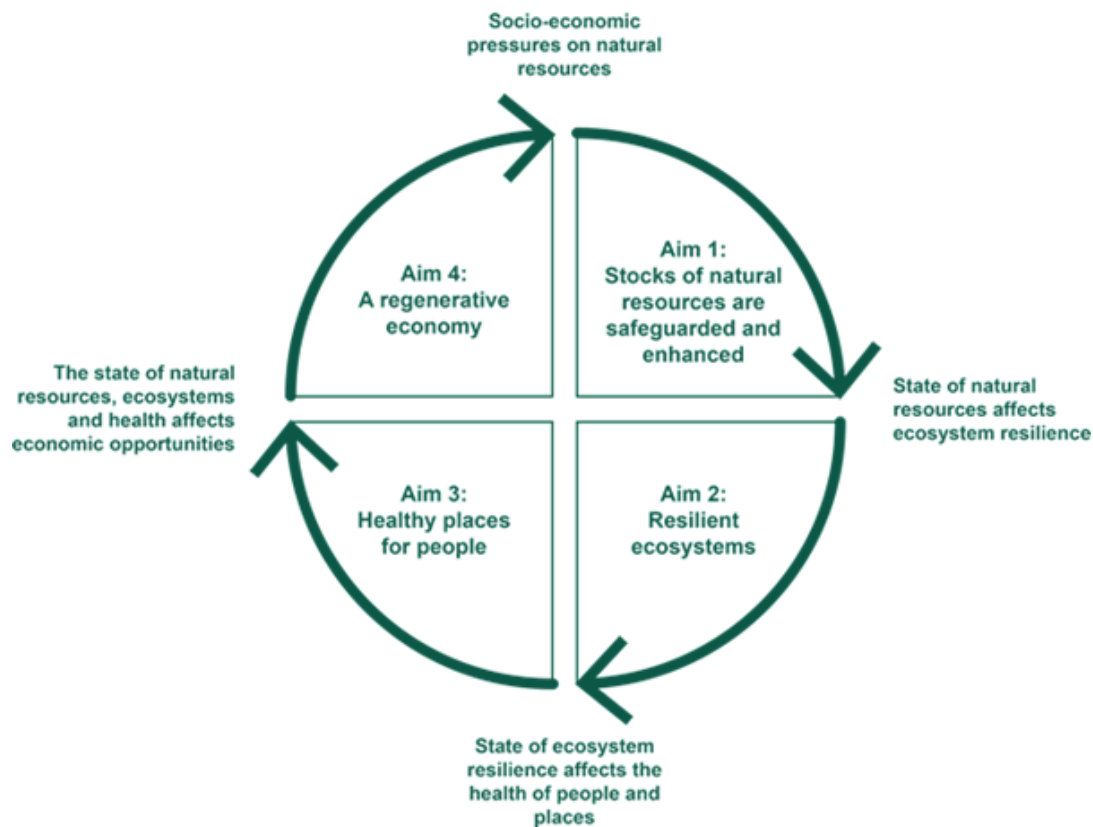 Socio-economic
pressures on natural
resources
Aim 1:
Stocks of natural
resources are
safeguarded and
enhanced
State of natural
resources affects
ecosystem resilience
Aim 2:
Resilient
ecosystems
State of ecosystem
resilience affects the
health of people and
places
Aim 3:
Healthy places
for people
The state of natural
resources, ecosystems
and health affects
economic opportunities
Aim 4:
A regenerative
economy